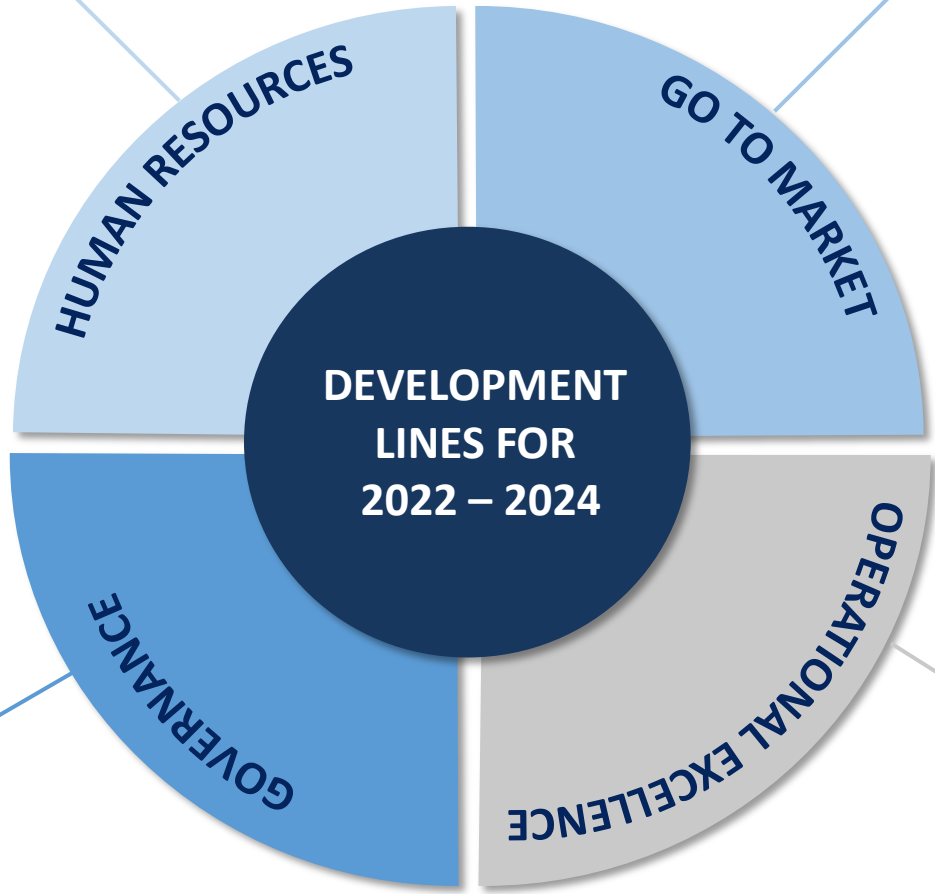 HUMAN RESOURCES
GO TO MARKET
DEVELOPMENT
LINES FOR
2022 – 2024
GOVERNANCE
OPERATIONAL EXCELLENCE